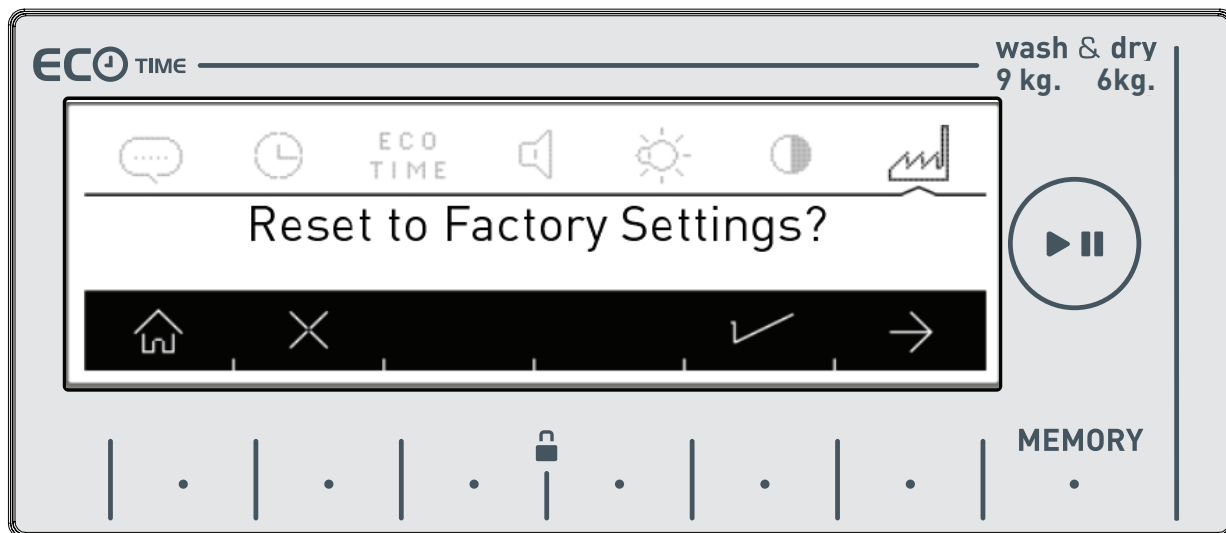 ECO TIME
wash & dry
9 kg. 6kg.
ECO
TIME
Reset to Factory Settings?
MEMORY